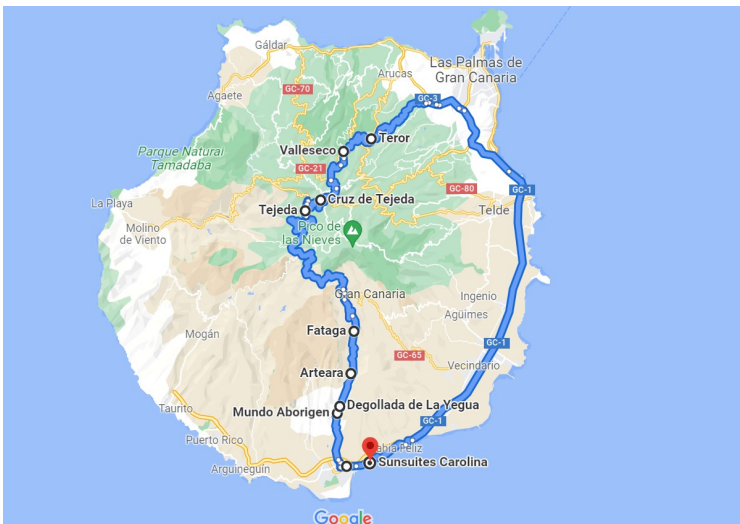 Gáldar
Las Palmas de
Gran Canaria
Arucas
GC-70
Agaete
GC-3
GC-1
Teror
Valleseco
Parque Natural
Tamadaba
GC-21
GC-80
GC-1
La Playa
Cruz de Tejeda
Tejeda
Telde
Molino
de Viento
Pico de
las Nieves
Gran Canaria
Ingenio
Agüimes
Fataga
Mogán
GC-1
GC-65
Arteara
Vecindario
Taurito
Degollada de La Yegua
Mundo Aborigen
GC-1
Puerto Rico
Bahía Feliz
Arguineguín
Sunsuites Carolina
Google